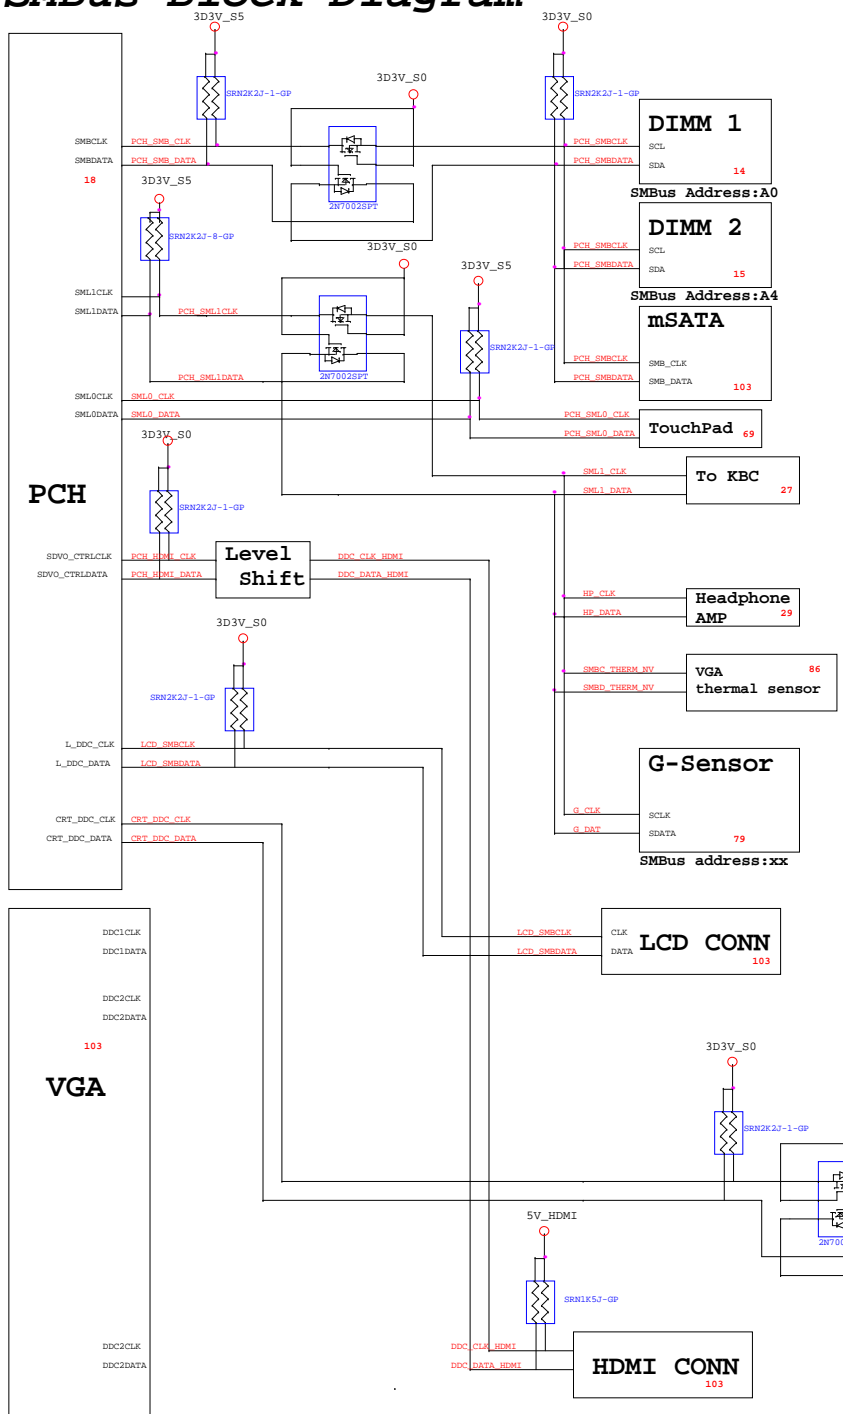 SMBus Block Diagram
3D3V_S5
3D3V_S0
SRN2K2J-1-GP
3D3V_S0
SRN2K2J-1-GP
DIMM 1
SMBCLK
PCH_SMB_CLK
PCH_SMBCLK
SCL
SMBDATA
PCH_SMB_DATA
PCH_SMBDATA
SDA
18
14
3D3V_S5
2N7002SPT
SMBus Address:A0
SRN2K2J-8-GP
DIMM 2
3D3V_S0
PCH_SMBCLK
SCL
3D3V_S5
PCH_SMBDATA
SDA
15
SML1CLK
SMBus Address:A4
SML1DATA
PCH_SML1CLK
mSATA
SRN2K2J-1-GP
PCH_SMBCLK
SMB_CLK
PCH_SML1DATA
2N7002SPT
PCH_SMBDATA
SMB_DATA
103
SML0CLK
SML0_CLK
SML0DATA
SML0_DATA
PCH_SML0_CLK
PCH_SML0_DATA
TouchPad
69
3D3V_S0
SML1_CLK
To KBC
SML1_DATA
27
PCH
SRN2K2J-1-GP
SDVO_CTRLCLK
PCH_HDMI_CLK
Level
Shift
DDC_CLK_HDMI
SDVO_CTRLDATA
PCH_HDMI_DATA
DDC_DATA_HDMI
HP_CLK
Headphone
HP_DATA
AMP
29
3D3V_S0
SMBC_THERM_NV
VGA
86
SMBD_THERM_NV
thermal sensor
SRN2K2J-1-GP
L_DDC_CLK
LCD_SMBCLK
L_DDC_DATA
LCD_SMBDATA
G-Sensor
G_CLK
SCLK
CRT_DDC_CLK
CRT_DDC_CLK
G_DAT
SDATA
CRT_DDC_DATA
CRT_DDC_DATA
79
SMBus address:xx
DDC1CLK
LCD_SMBCLK
CLK
LCD CONN
DDC1DATA
LCD_SMBDATA
DATA
103
DDC2CLK
DDC2DATA
103
3D3V_S0
VGA
SRN2K2J-1-GP
5V_HDMI
2N700
SRN1K5J-GP
DDC2CLK
DDC_CLK_HDMI
DDC2DATA
DDC_DATA_HDMI
HDMI CONN
103